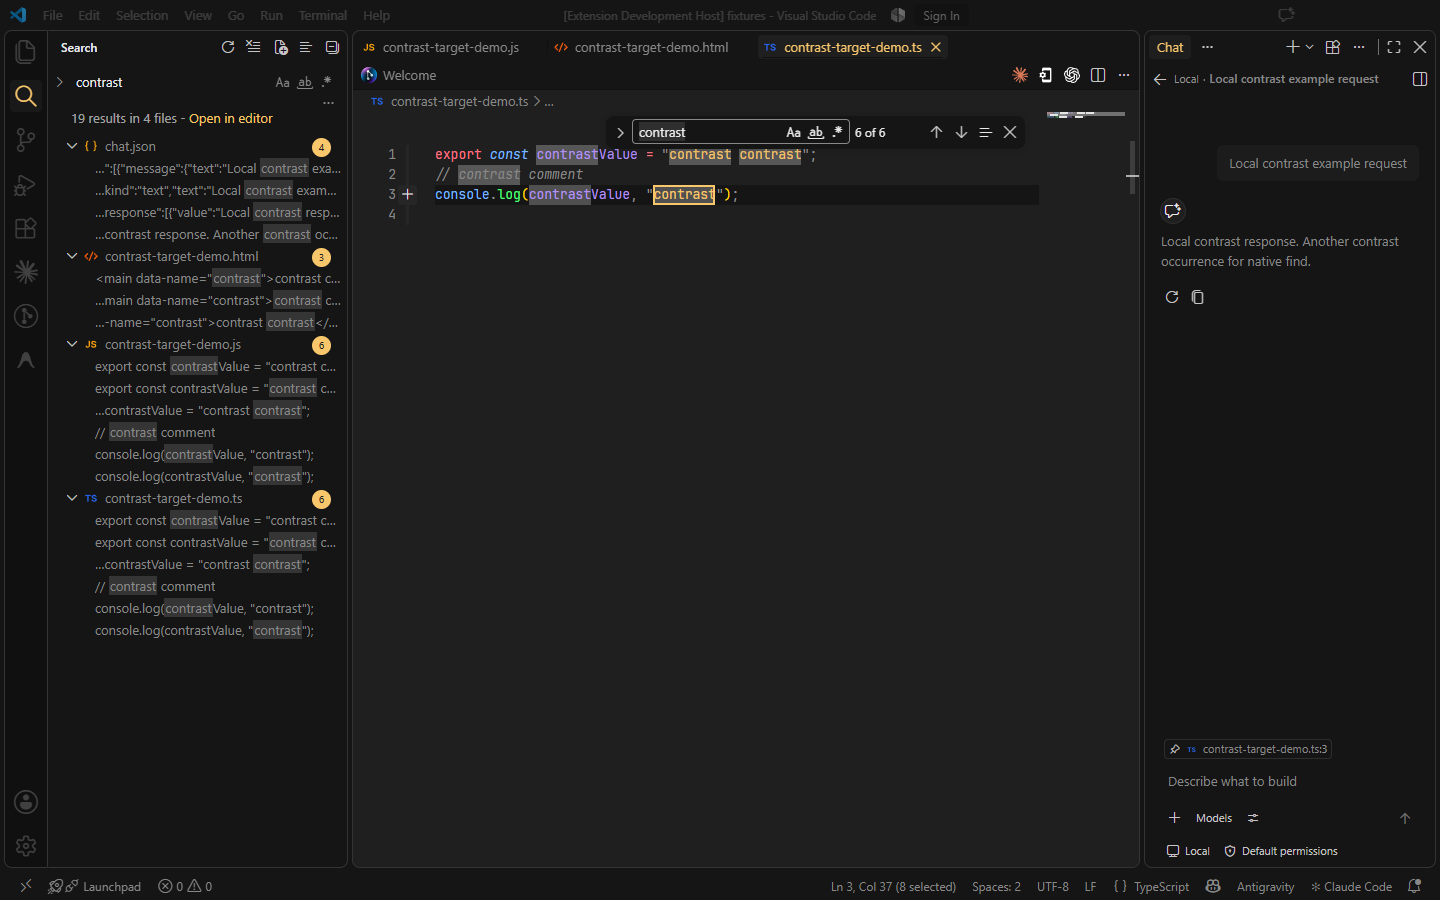 File Edit Selection View Go Run Terminal Help
[Extension Development Host] fixtures - Visual Studio Code
Sign In
Search
contrast
Aa ab .*
19 results in 4 files - Open in editor
{ } chat.json 4
...":[{"message":{"text":"Local contrast exa...
...kind":"text","text":"Local contrast exam...
...response":[{"value":"Local contrast resp...
...contrast response. Another contrast oc...
</> contrast-target-demo.html 3
<main data-name="contrast">contrast c...
...main data-name="contrast">contrast c...
...-name="contrast">contrast contrast</...
JS contrast-target-demo.js 6
export const contrastValue = "contrast c...
export const contrastValue = "contrast c...
...contrastValue = "contrast contrast";
// contrast comment
console.log(contrastValue, "contrast");
console.log(contrastValue, "contrast");
TS contrast-target-demo.ts 6
export const contrastValue = "contrast c...
export const contrastValue = "contrast c...
...contrastValue = "contrast contrast";
// contrast comment
console.log(contrastValue, "contrast");
console.log(contrastValue, "contrast");
JS contrast-target-demo.js
</> contrast-target-demo.html
TS contrast-target-demo.ts
Welcome
TS contrast-target-demo.ts > ...
contrast Aa ab .* 6 of 6
1 export const contrastValue = "contrast contrast";
2 // contrast comment
3 console.log(contrastValue, "contrast");
4
Chat
Local · Local contrast example request
Local contrast example request
Local contrast response. Another contrast
occurrence for native find.
TS contrast-target-demo.ts:3
Describe what to build
Models
Local Default permissions
Launchpad 0 0
Ln 3, Col 37 (8 selected) Spaces: 2 UTF-8 LF { } TypeScript Antigravity Claude Code